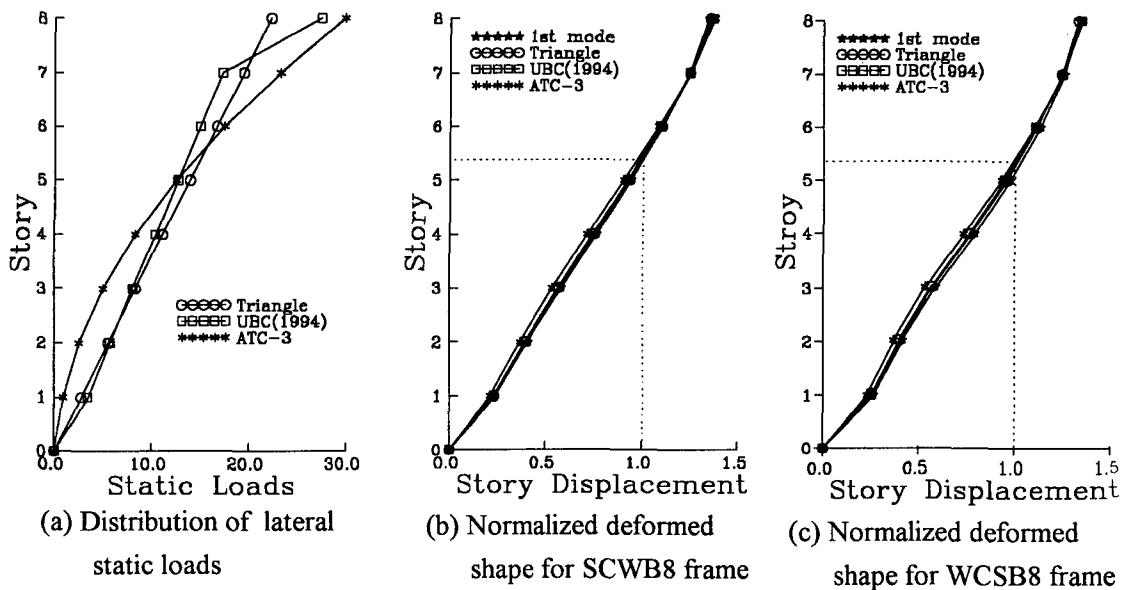 8
7
6
5
4
3
2
1
0
Story
0.0 10.0 20.0 30.0
Static Loads
Triangle
UBC(1994)
ATC-3
(a) Distribution of lateral
static loads
8
7
6
5
4
3
2
1
0
Story
0.0 0.5 1.0 1.5
Story Displacement
1st mode
Triangle
UBC(1994)
ATC-3
(b) Normalized deformed
shape for SCWB8 frame
8
7
6
5
4
3
2
1
0
Stroy
0.0 0.5 1.0 1.5
Story Displacement
1st mode
Triangle
UBC(1994)
ATC-3
(c) Normalized deformed
shape for WCSB8 frame